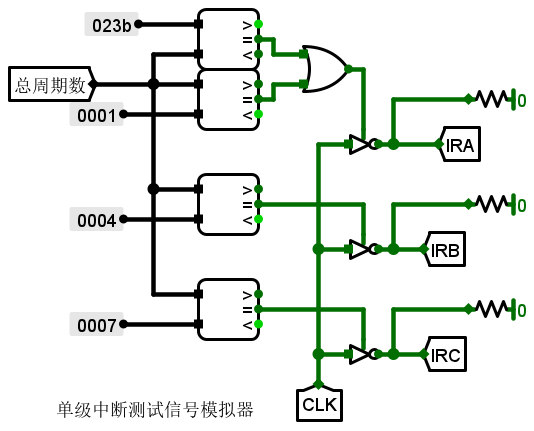 023b
>
=
<
总周期数
>
=
<
0001
0
IRA
0004
>
=
<
0
IRB
0007
>
=
<
0
IRC
单级中断测试信号模拟器
CLK